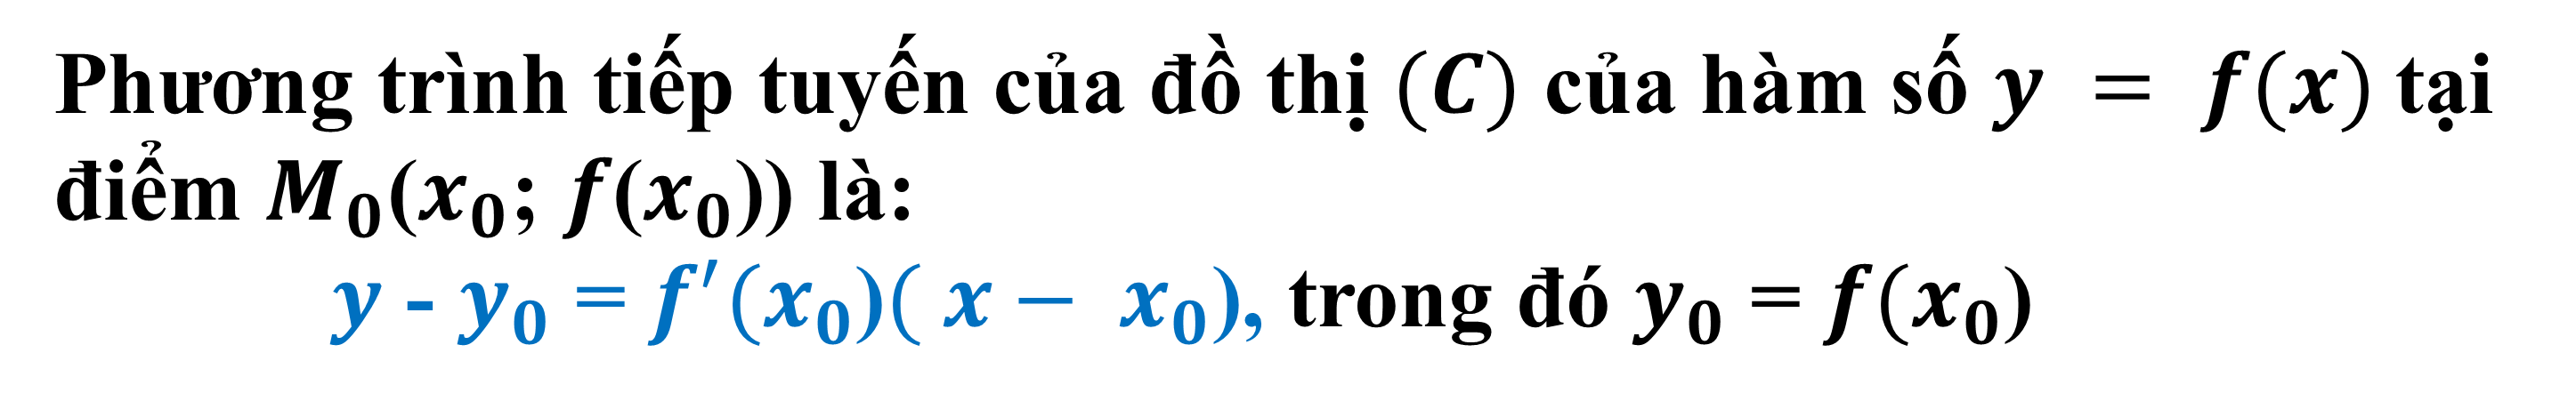 Phương trình tiếp tuyến của đồ thị (C) của hàm số y = f(x) tại
điểm M₀(x₀; f(x₀)) là:
y - y₀ = f′(x₀)( x − x₀), trong đó y₀ = f(x₀)